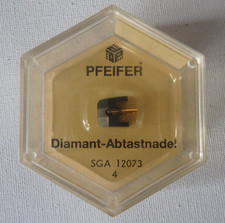 PFEIFER®
Diamant-Abtastnadel
SGA 12073
4